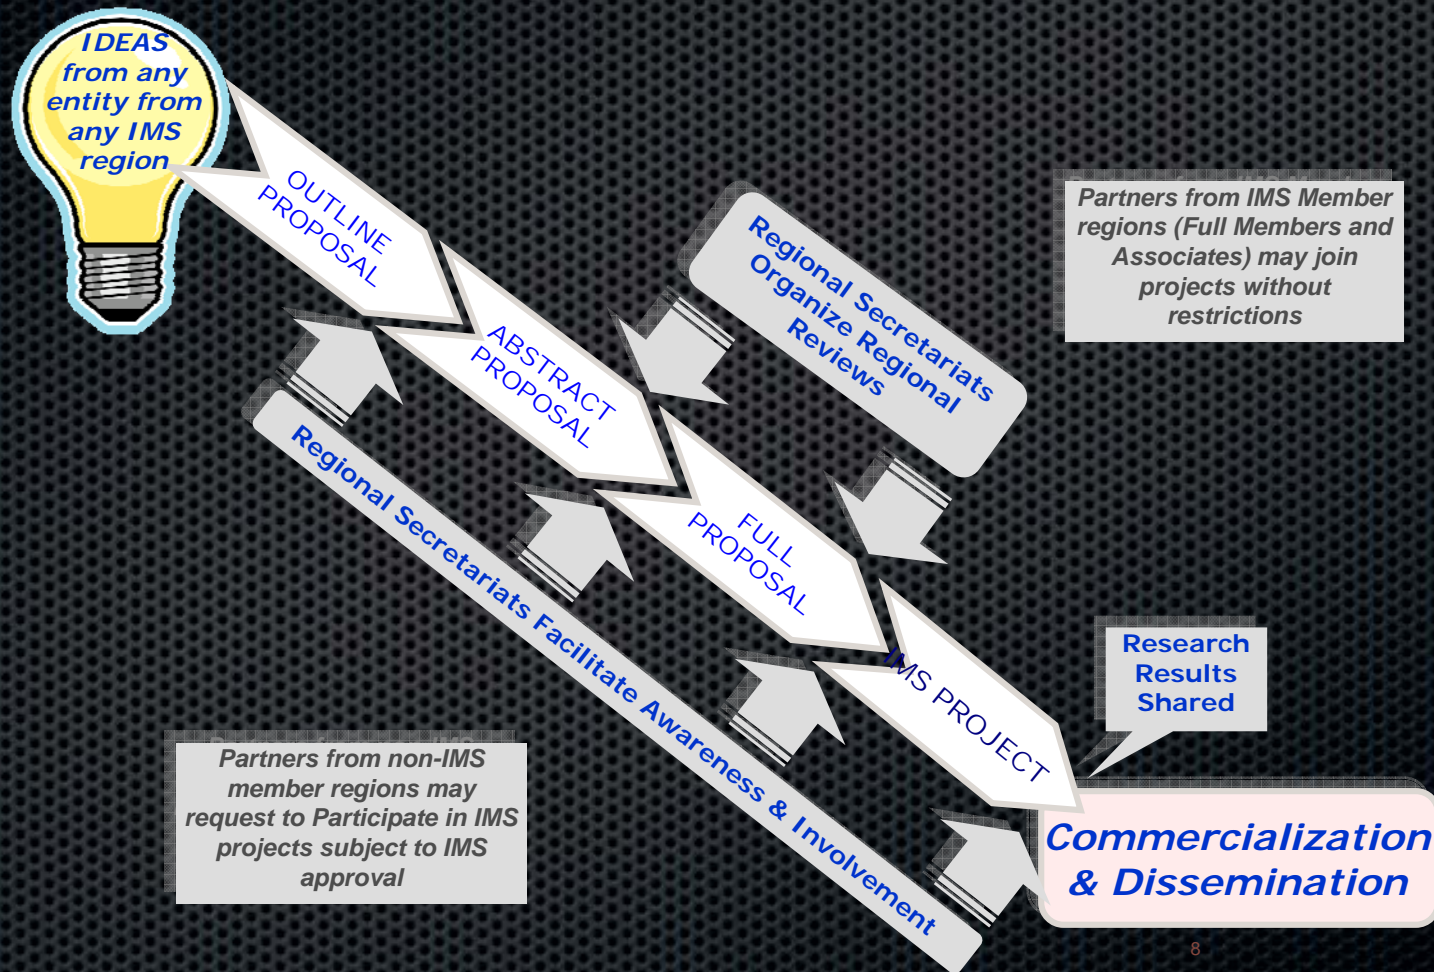 IDEAS
from any
entity from
any IMS
region
OUTLINE
PROPOSAL
ABSTRACT
PROPOSAL
FULL
PROPOSAL
IMS PROJECT
Regional Secretariats
Organize Regional
Reviews
Partners from IMS Member
regions (Full Members and
Associates) may join
projects without
restrictions
Regional Secretariats Facilitate Awareness & Involvement
Partners from non-IMS
member regions may
request to Participate in IMS
projects subject to IMS
approval
Research
Results
Shared
Commercialization
& Dissemination
8